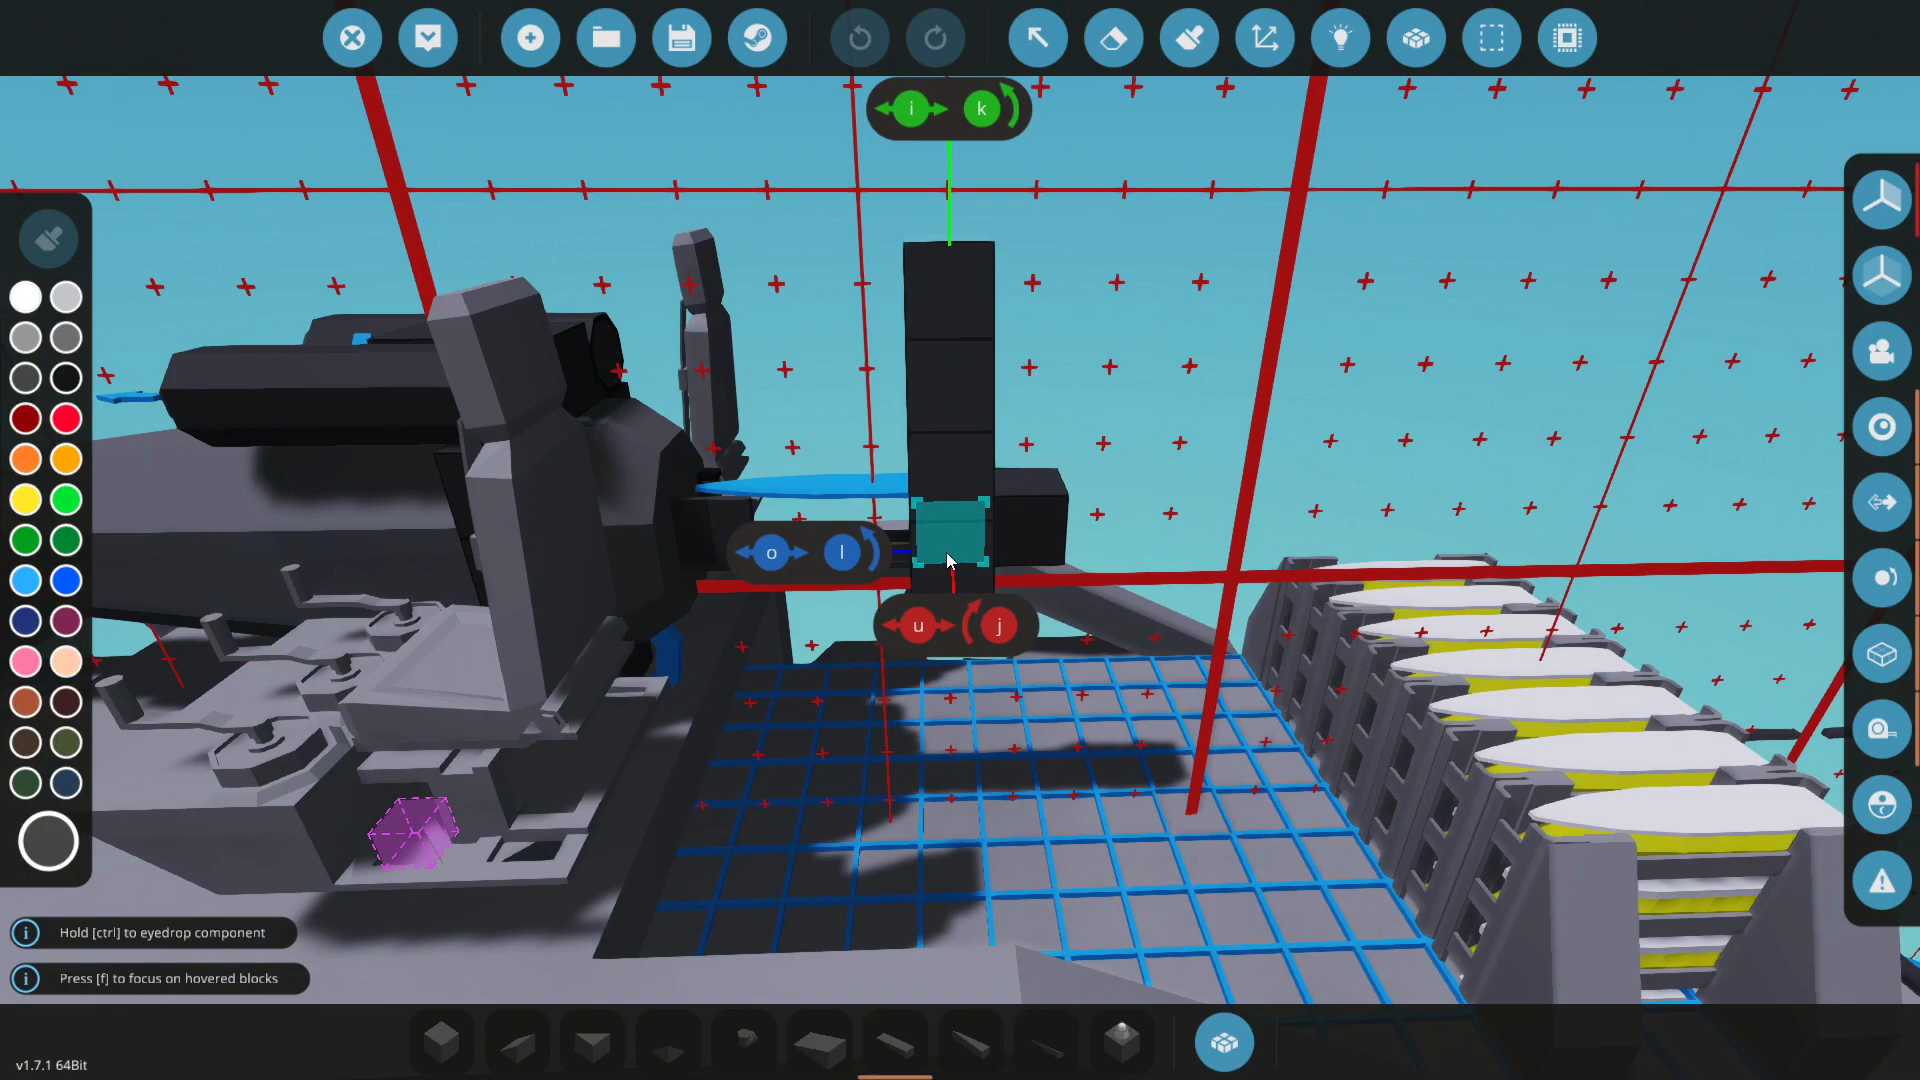 i k
o l
u j
Hold [ctrl] to eyedrop component
Press [f] to focus on hovered blocks
v1.7.1 64Bit